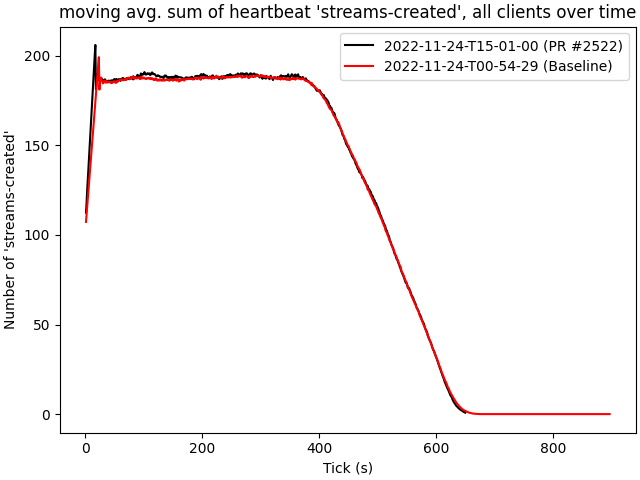 moving avg. sum of heartbeat 'streams-created', all clients over time
2022-11-24-T15-01-00 (PR #2522)
2022-11-24-T00-54-29 (Baseline)
Number of 'streams-created'
200
150
100
50
0
0 200 400 600 800
Tick (s)